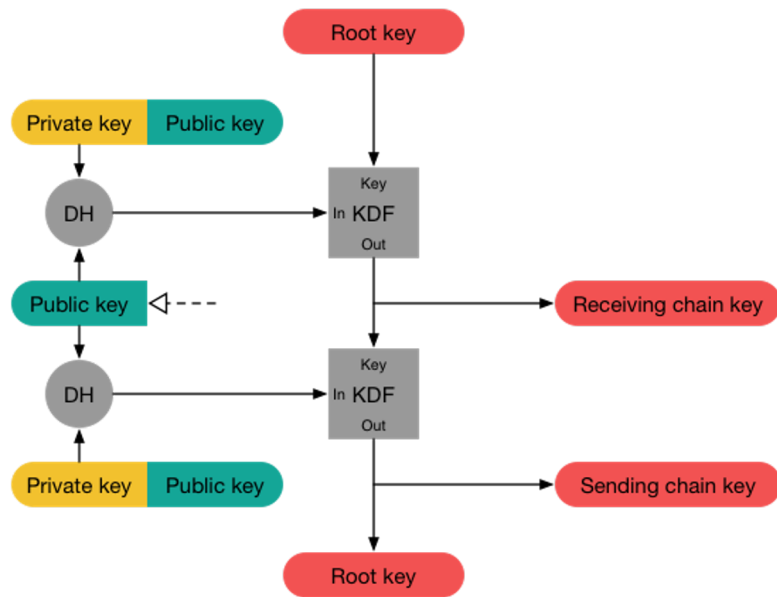 Root key
Private key Public key
Key
DH
In KDF
Out
Public key
Receiving chain key
Key
DH
In KDF
Out
Private key Public key
Sending chain key
Root key